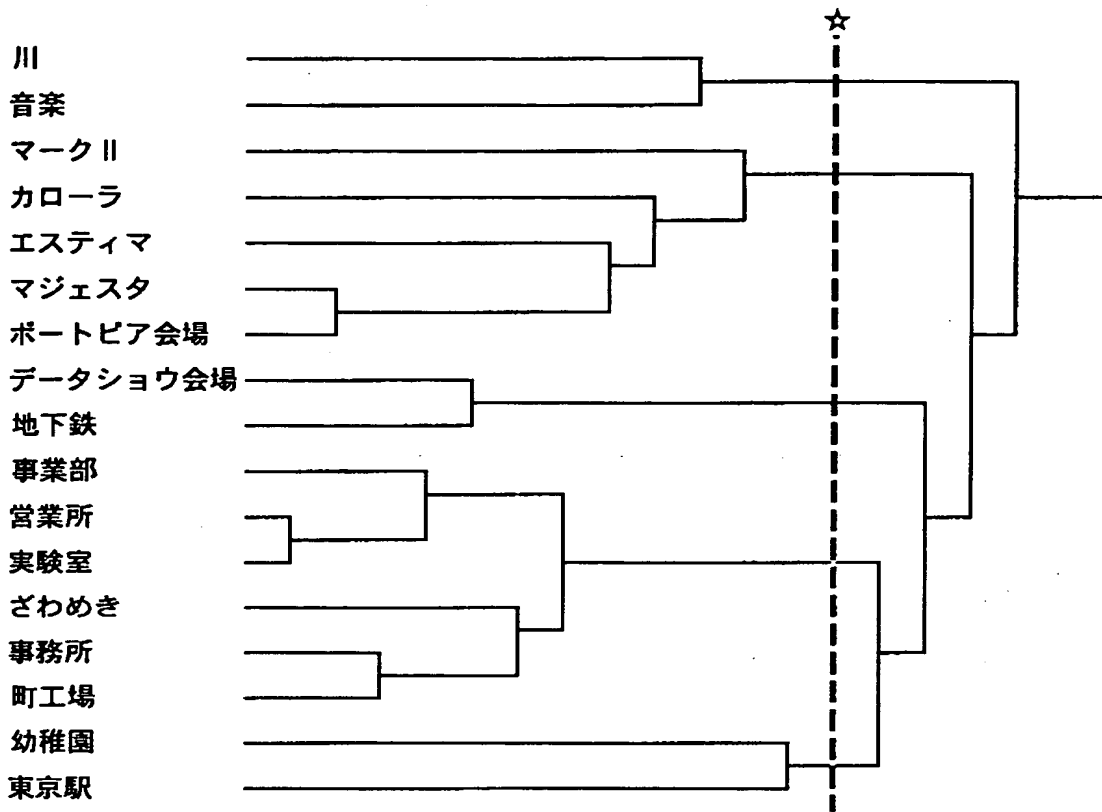 ☆
川
音楽
マークⅡ
カローラ
エスティマ
マジェスタ
ポートピア会場
データショウ会場
地下鉄
事業部
営業所
実験室
ざわめき
事務所
町工場
幼稚園
東京駅